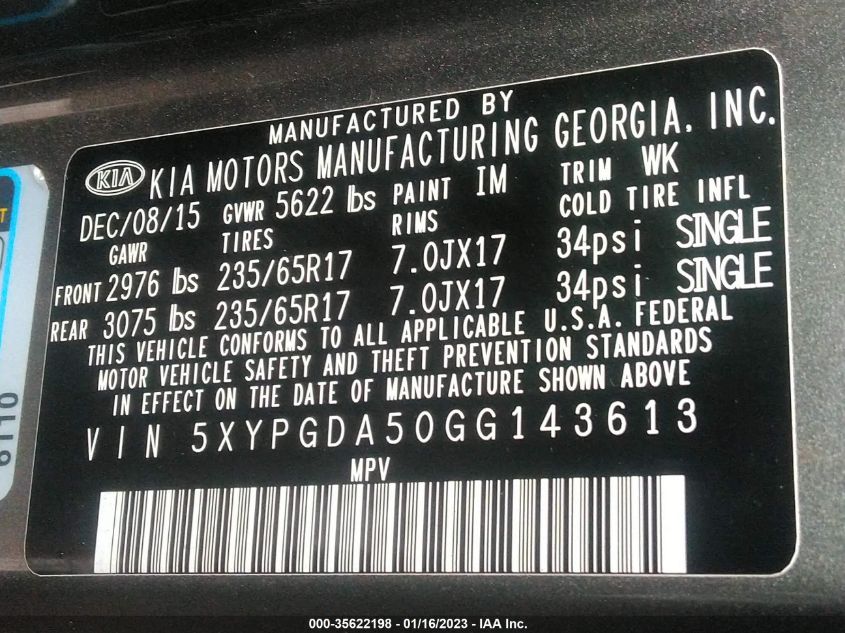 MANUFACTURED BY
KIA KIA MOTORS MANUFACTURING GEORGIA, INC.
DEC/08/15 GVWR 5622 lbs PAINT IM TRIM WK
GAWR TIRES RIMS COLD TIRE INFL
FRONT 2976 lbs 235/65R17 7.0JX17 34psi SINGLE
REAR 3075 lbs 235/65R17 7.0JX17 34psi SINGLE
THIS VEHICLE CONFORMS TO ALL APPLICABLE U.S.A. FEDERAL
MOTOR VEHICLE SAFETY AND THEFT PREVENTION STANDARDS
IN EFFECT ON THE DATE OF MANUFACTURE SHOWN ABOVE
VIN 5XYPGDA50GG143613
MPV
000-35622198 - 01/16/2023 - IAA Inc.